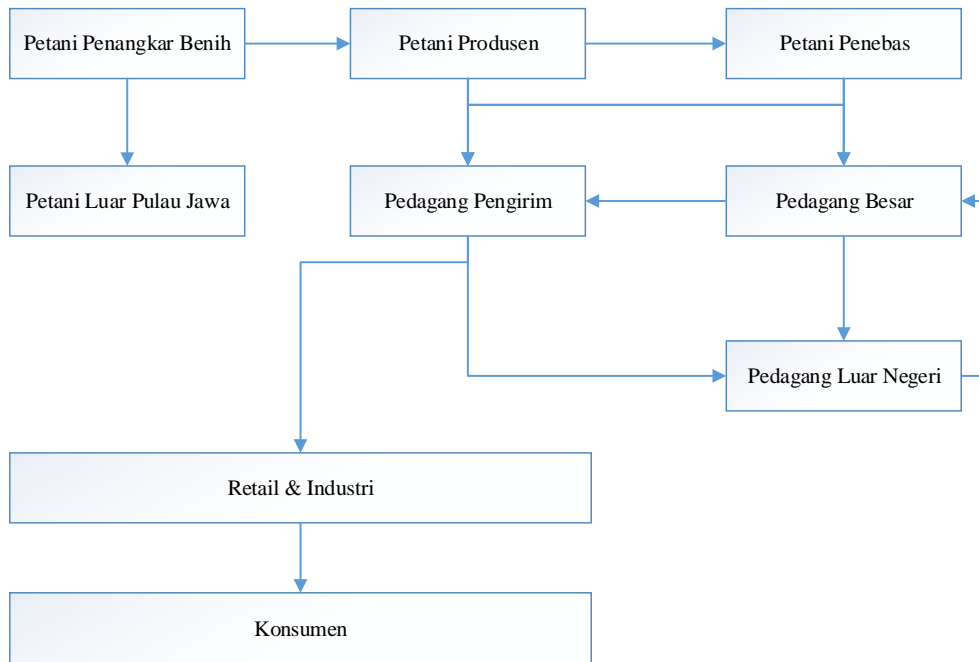 Petani Penangkar Benih
Petani Produsen
Petani Penebas
Petani Luar Pulau Jawa
Pedagang Pengirim
Pedagang Besar
Pedagang Luar Negeri
Retail & Industri
Konsumen